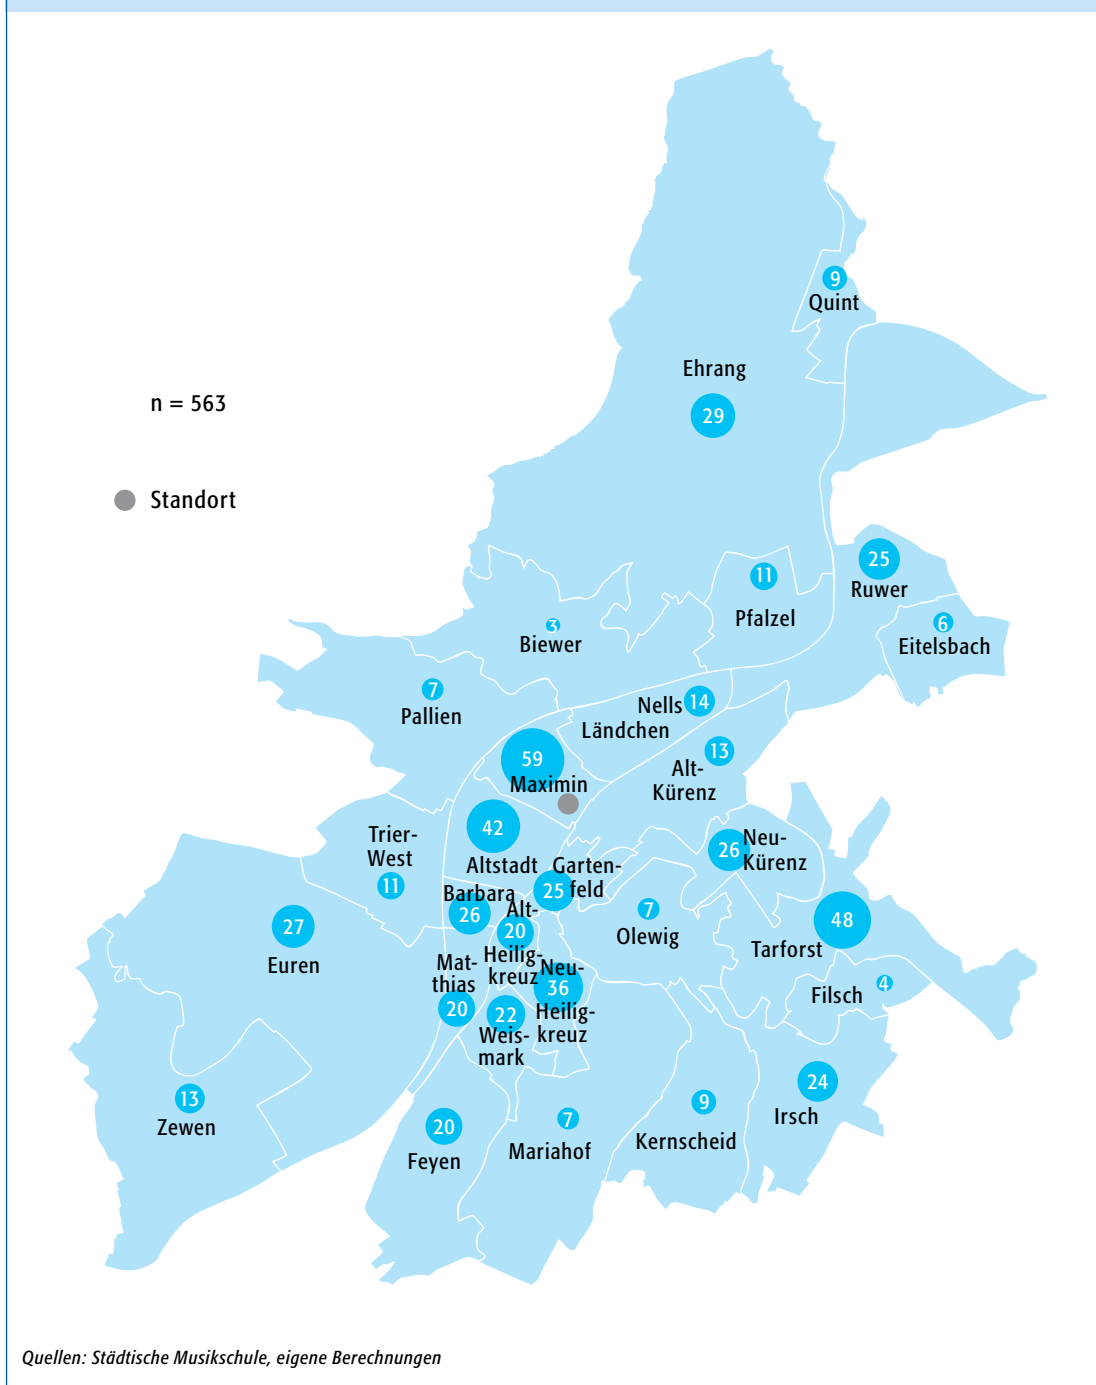 9
Quint
Ehrang
29
n = 563
Standort
25
Ruwer
11
Pfalzel
6
Eitelsbach
3
Biewer
7
Pallien
Nells
Ländchen
14
13
Alt-
Kürenz
59
Maximin
42
Altstadt
Trier-
West
11
Neu-
Kürenz
26
Garten-
feld
25
Barbara
26
Alt-
20
Heilig-
kreuz
7
Olewig
48
Tarforst
27
Euren
Mat-
thias
20
Neu-
36
Heilig-
kreuz
4
Filsch
22
Weis-
mark
24
Irsch
13
Zewen
9
Kernscheid
20
Feyen
7
Mariahof
Quellen: Städtische Musikschule, eigene Berechnungen